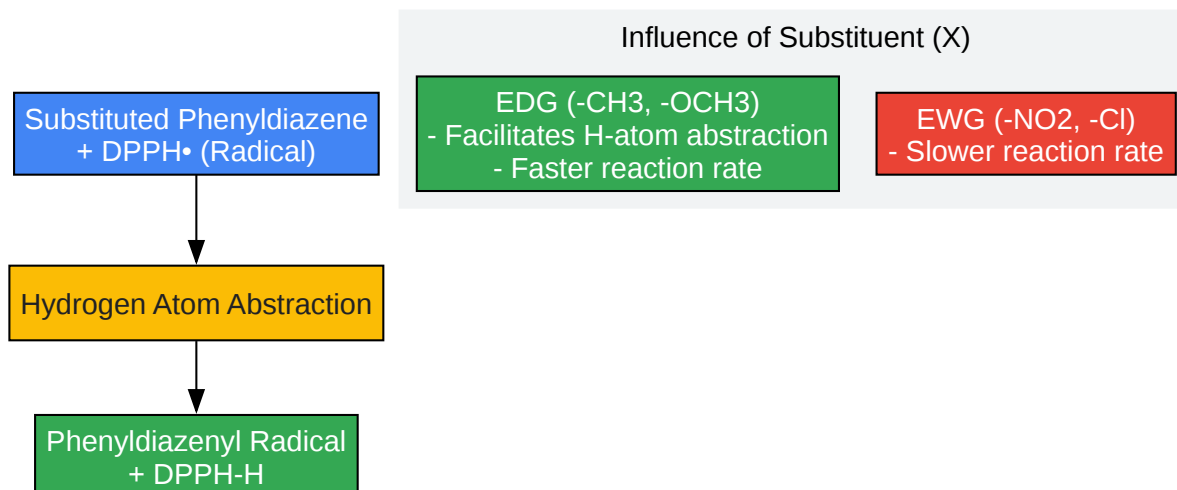 Influence of Substituent (X)
Substituted Phenyldiazene
+ DPPH• (Radical)
EDG (-CH3, -OCH3)
- Facilitates H-atom abstraction
- Faster reaction rate
EWG (-NO2, -Cl)
- Slower reaction rate
Hydrogen Atom Abstraction
Phenyldiazenyl Radical
+ DPPH-H